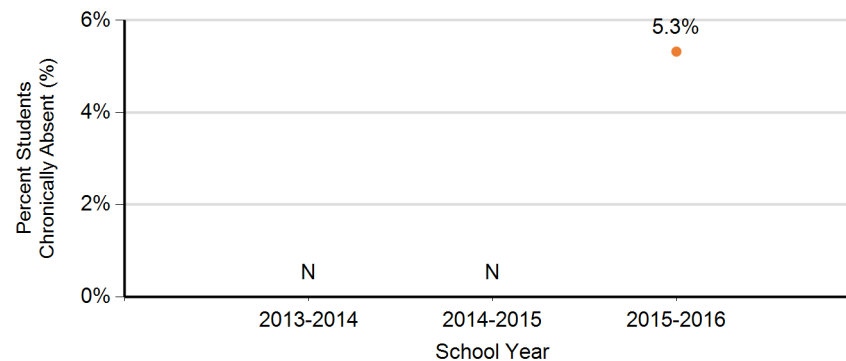 6%
5.3%
4%
2%
0%
N
N
2013-2014
2014-2015
2015-2016
School Year
Percent Students
Chronically Absent (%)